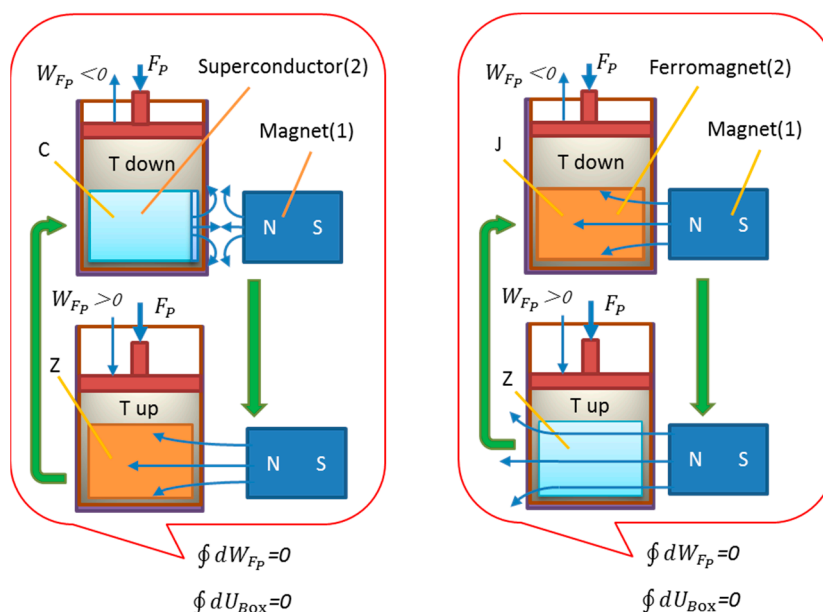 W_{F_P} <0
F_P
Superconductor(2)
Magnet(1)
C
T down
N S
W_{F_P} >0
F_P
Z
T up
N S
∮ dW_{F_P}=0
∮ dU_{Box}=0
W_{F_P} <0
F_P
Ferromagnet(2)
Magnet(1)
J
T down
N S
W_{F_P} >0
F_P
Z
T up
N S
∮ dW_{F_P}=0
∮ dU_{Box}=0